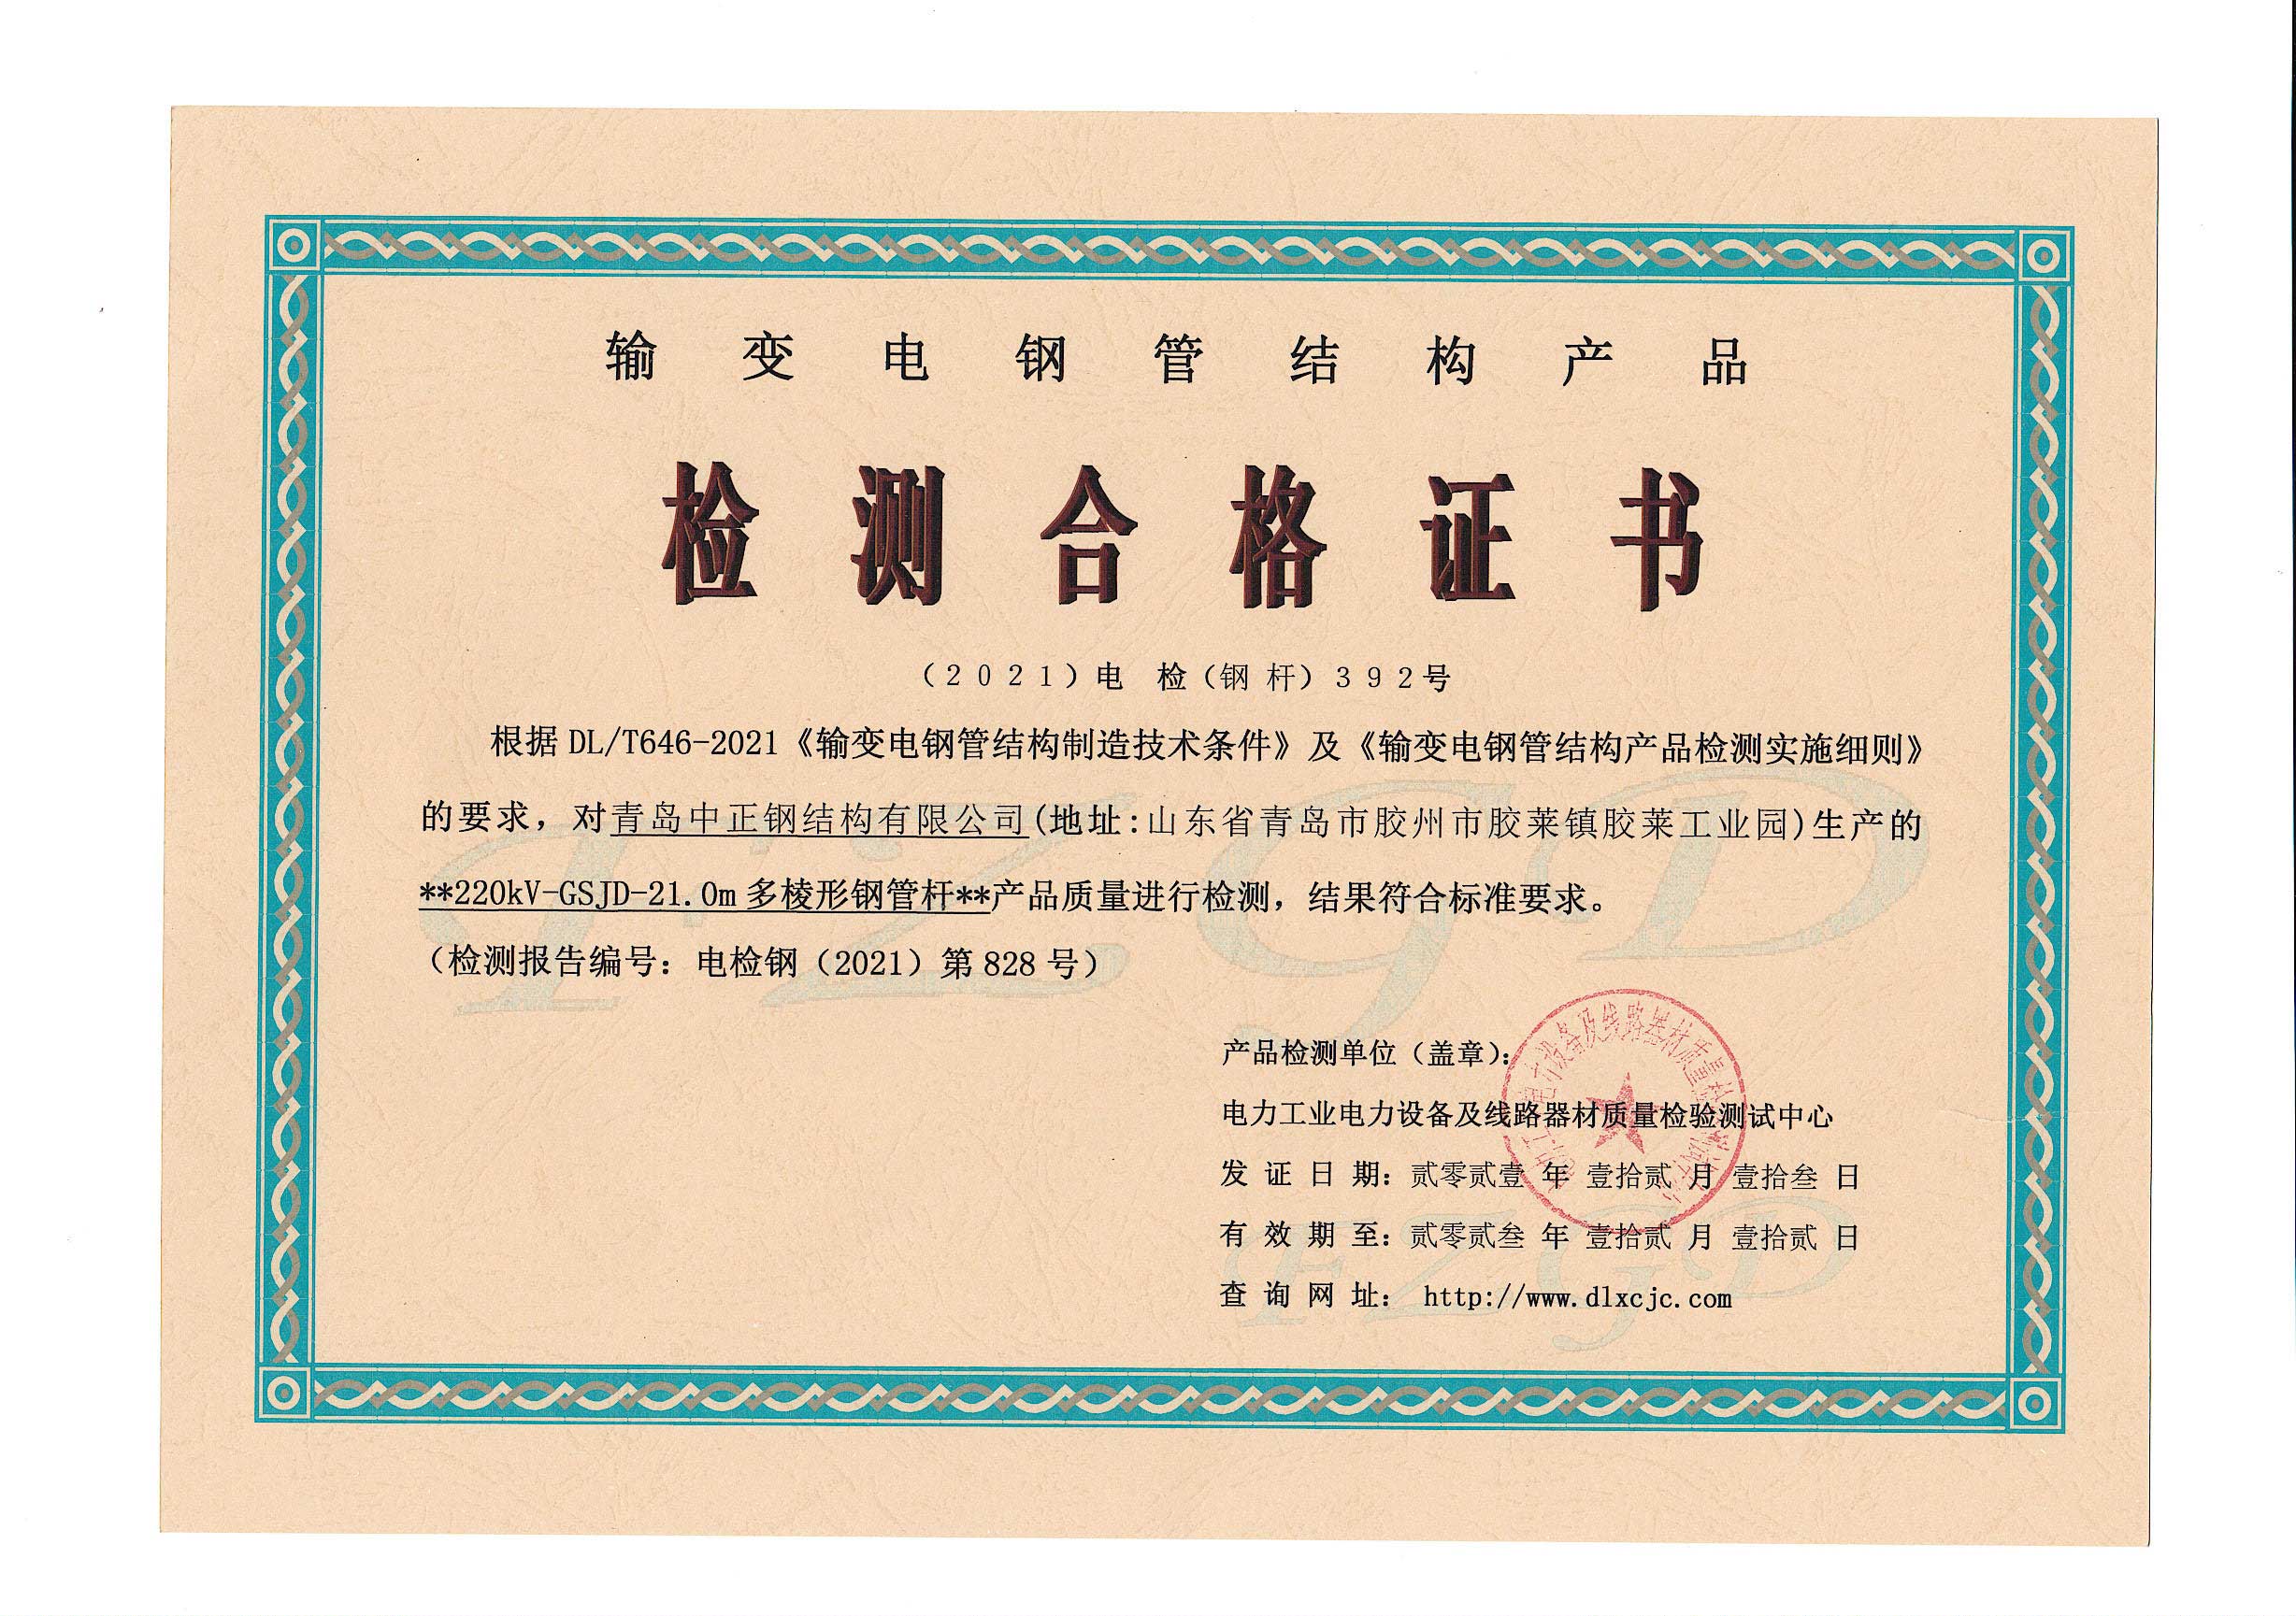 输变电钢管结构产品
检测合格证书
（2021）电 检（钢 杆）392号
根据 DL/T646-2021《输变电钢管结构制造技术条件》及《输变电钢管结构产品检测实施细则》
的要求，对青岛中正钢结构有限公司(地址:山东省青岛市胶州市胶莱镇胶莱工业园)生产的
**220kV-GSJD-21.0m 多棱形钢管杆**产品质量进行检测，结果符合标准要求。
（检测报告编号：电检钢（2021）第 828 号）
产品检测单位（盖章）：
电力工业电力设备及线路器材质量检验测试中心
发 证 日 期：贰零贰壹 年 壹拾贰 月 壹拾叁 日
有 效 期 至：贰零贰叁 年 壹拾贰 月 壹拾贰 日
查 询 网 址： http://www.dlxcjc.com